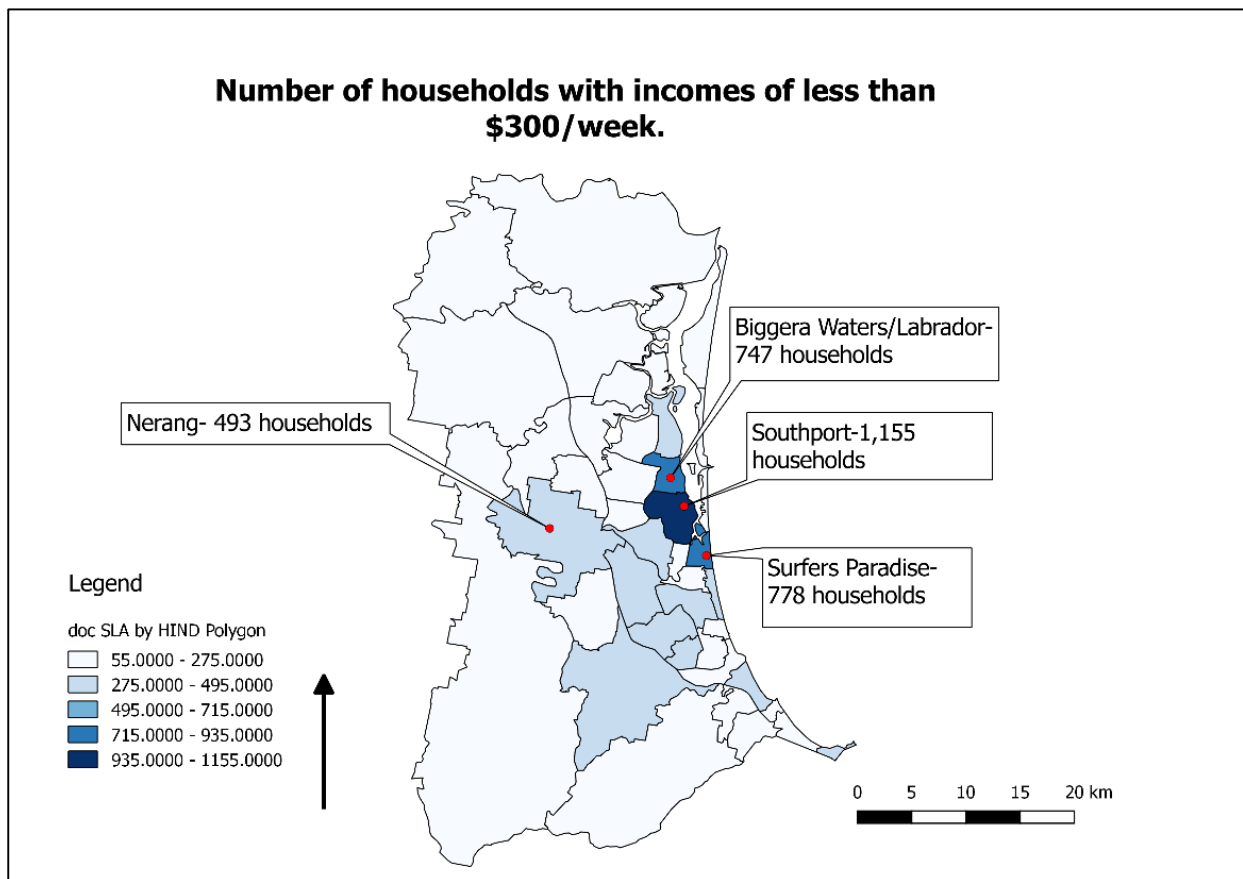 Number of households with incomes of less than
$300/week.
Biggera Waters/Labrador-
747 households
Nerang- 493 households
Southport-1,155
households
Surfers Paradise-
778 households
Legend
doc SLA by HIND Polygon
55.0000 - 275.0000
275.0000 - 495.0000
495.0000 - 715.0000
715.0000 - 935.0000
935.0000 - 1155.0000
0 5 10 15 20 km